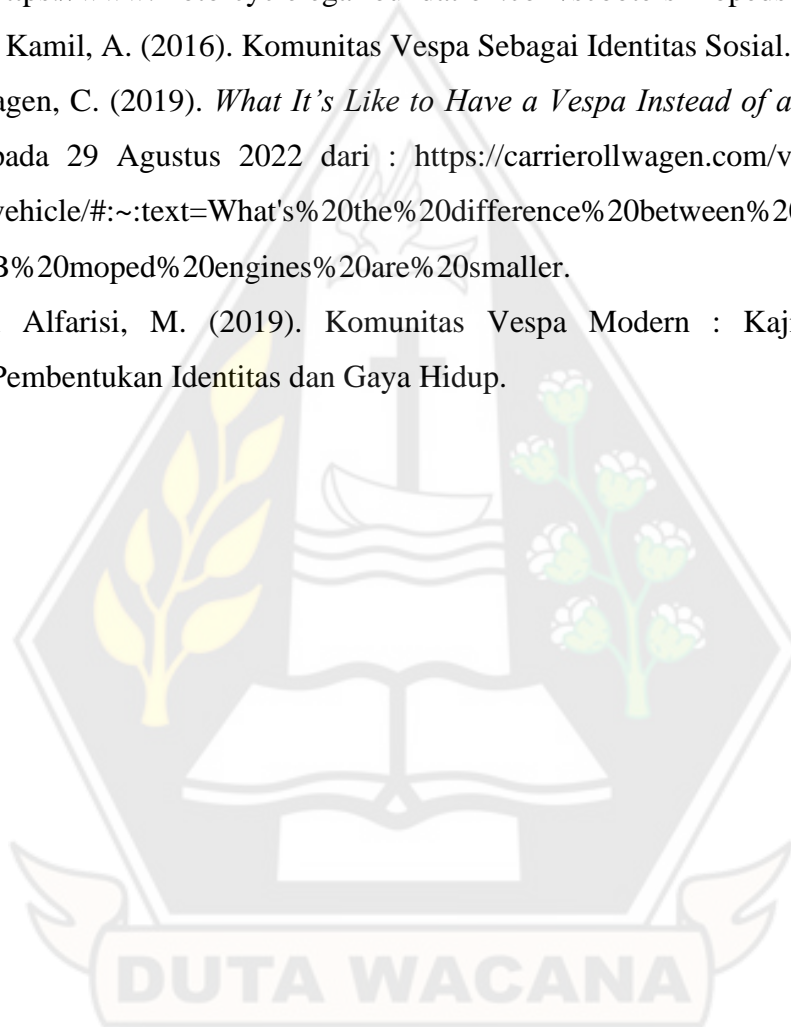 Kamil, A. (2016). Komunitas Vespa Sebagai Identitas Sosial.
agen, C. (2019). What It's Like to Have a Vespa Instead of a
pada 29 Agustus 2022 dari : https://carrierollwagen.com/v
vehicle/#:~:text=What's%20the%20difference%20between%20
B%20moped%20engines%20are%20smaller.
Alfarisi, M. (2019). Komunitas Vespa Modern : Kaj
Pembentukan Identitas dan Gaya Hidup.
DUTA WACANA